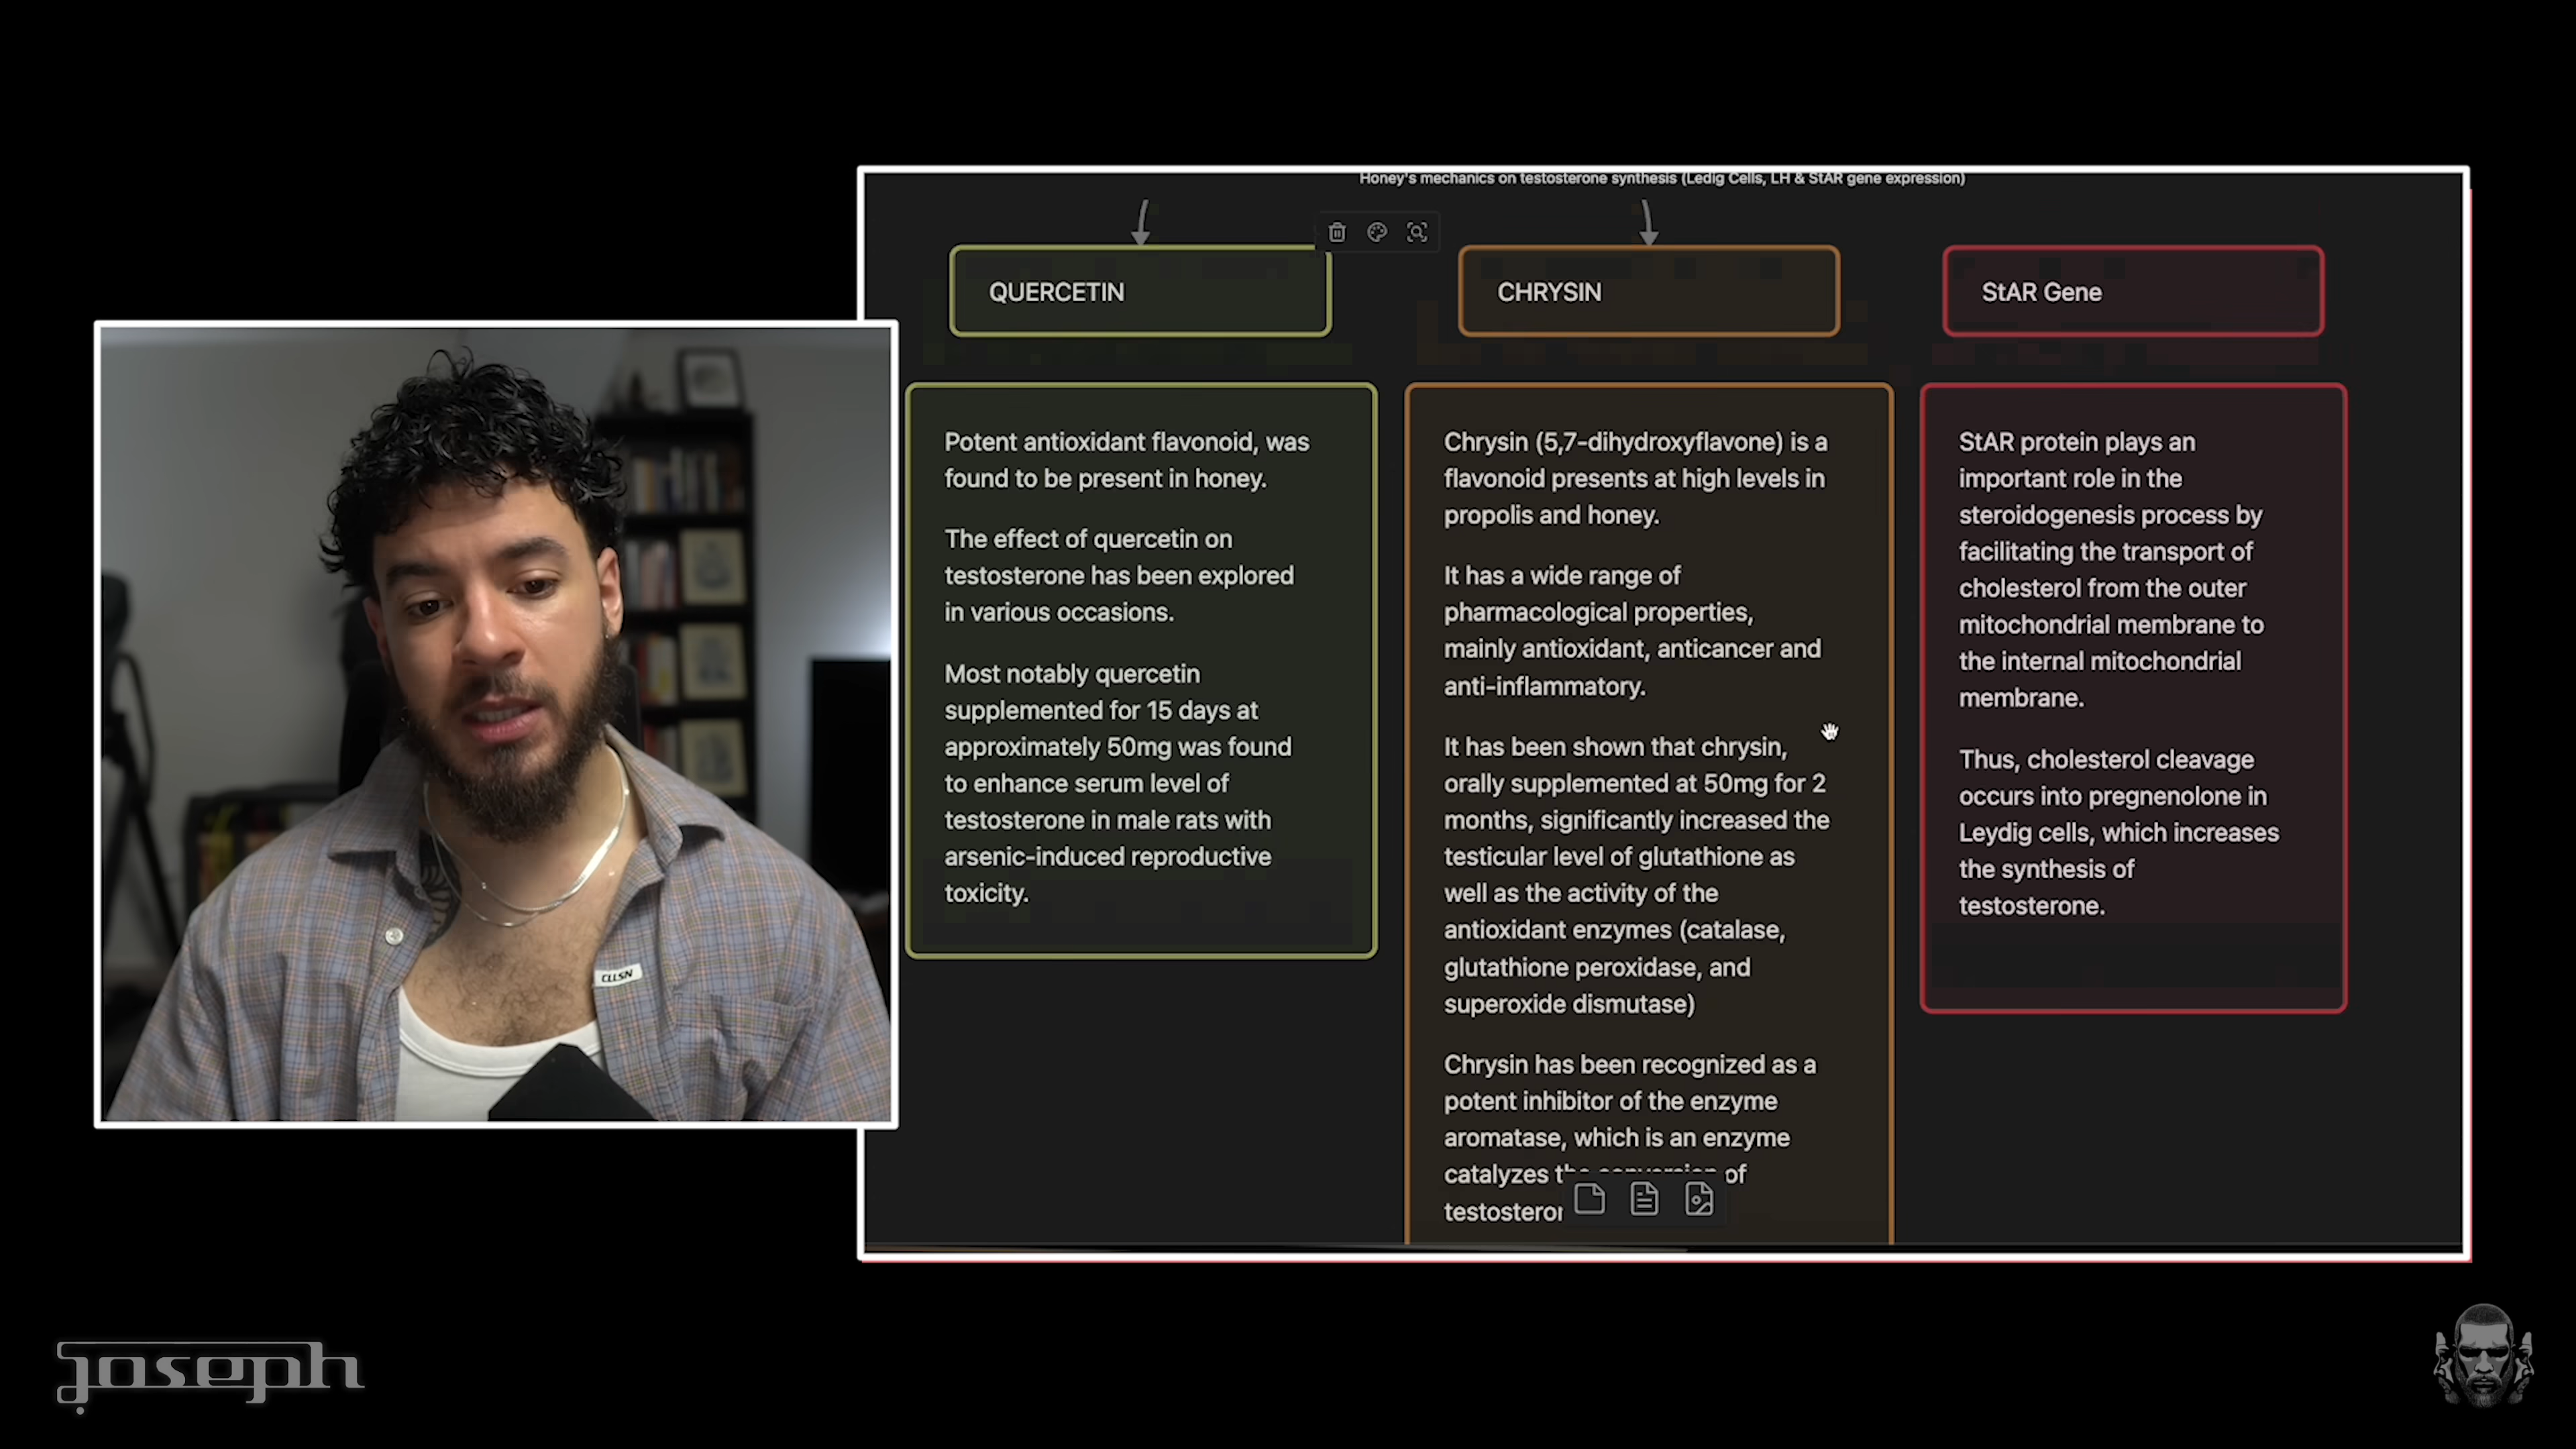 Honey's mechanics on testosterone synthesis (Ledig Cells, LH & StAR gene expression)
QUERCETIN
Potent antioxidant flavonoid, was
found to be present in honey.
The effect of quercetin on
testosterone has been explored
in various occasions.
Most notably quercetin
supplemented for 15 days at
approximately 50mg was found
to enhance serum level of
testosterone in male rats with
arsenic-induced reproductive
toxicity.
CHRYSIN
Chrysin (5,7-dihydroxyflavone) is a
flavonoid presents at high levels in
propolis and honey.
It has a wide range of
pharmacological properties,
mainly antioxidant, anticancer and
anti-inflammatory.
It has been shown that chrysin,
orally supplemented at 50mg for 2
months, significantly increased the
testicular level of glutathione as
well as the activity of the
antioxidant enzymes (catalase,
glutathione peroxidase, and
superoxide dismutase)
Chrysin has been recognized as a
potent inhibitor of the enzyme
aromatase, which is an enzyme
catalyzes the conversion of
StAR Gene
StAR protein plays an
important role in the
steroidogenesis process by
facilitating the transport of
cholesterol from the outer
mitochondrial membrane to
the internal mitochondrial
membrane.
Thus, cholesterol cleavage
occurs into pregnenolone in
Leydig cells, which increases
the synthesis of
testosterone.
CLLSN
joseph